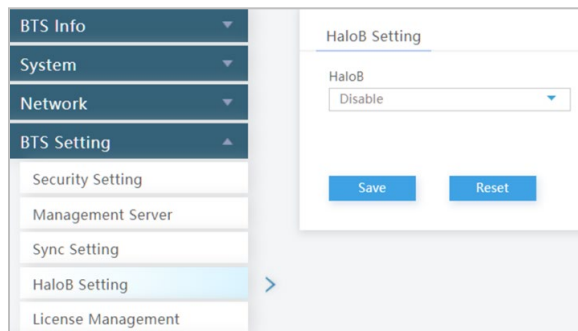 BTS Info
System
Network
BTS Setting
Security Setting
Management Server
Sync Setting
HaloB Setting
License Management
HaloB Setting
HaloB
Disable
Save Reset